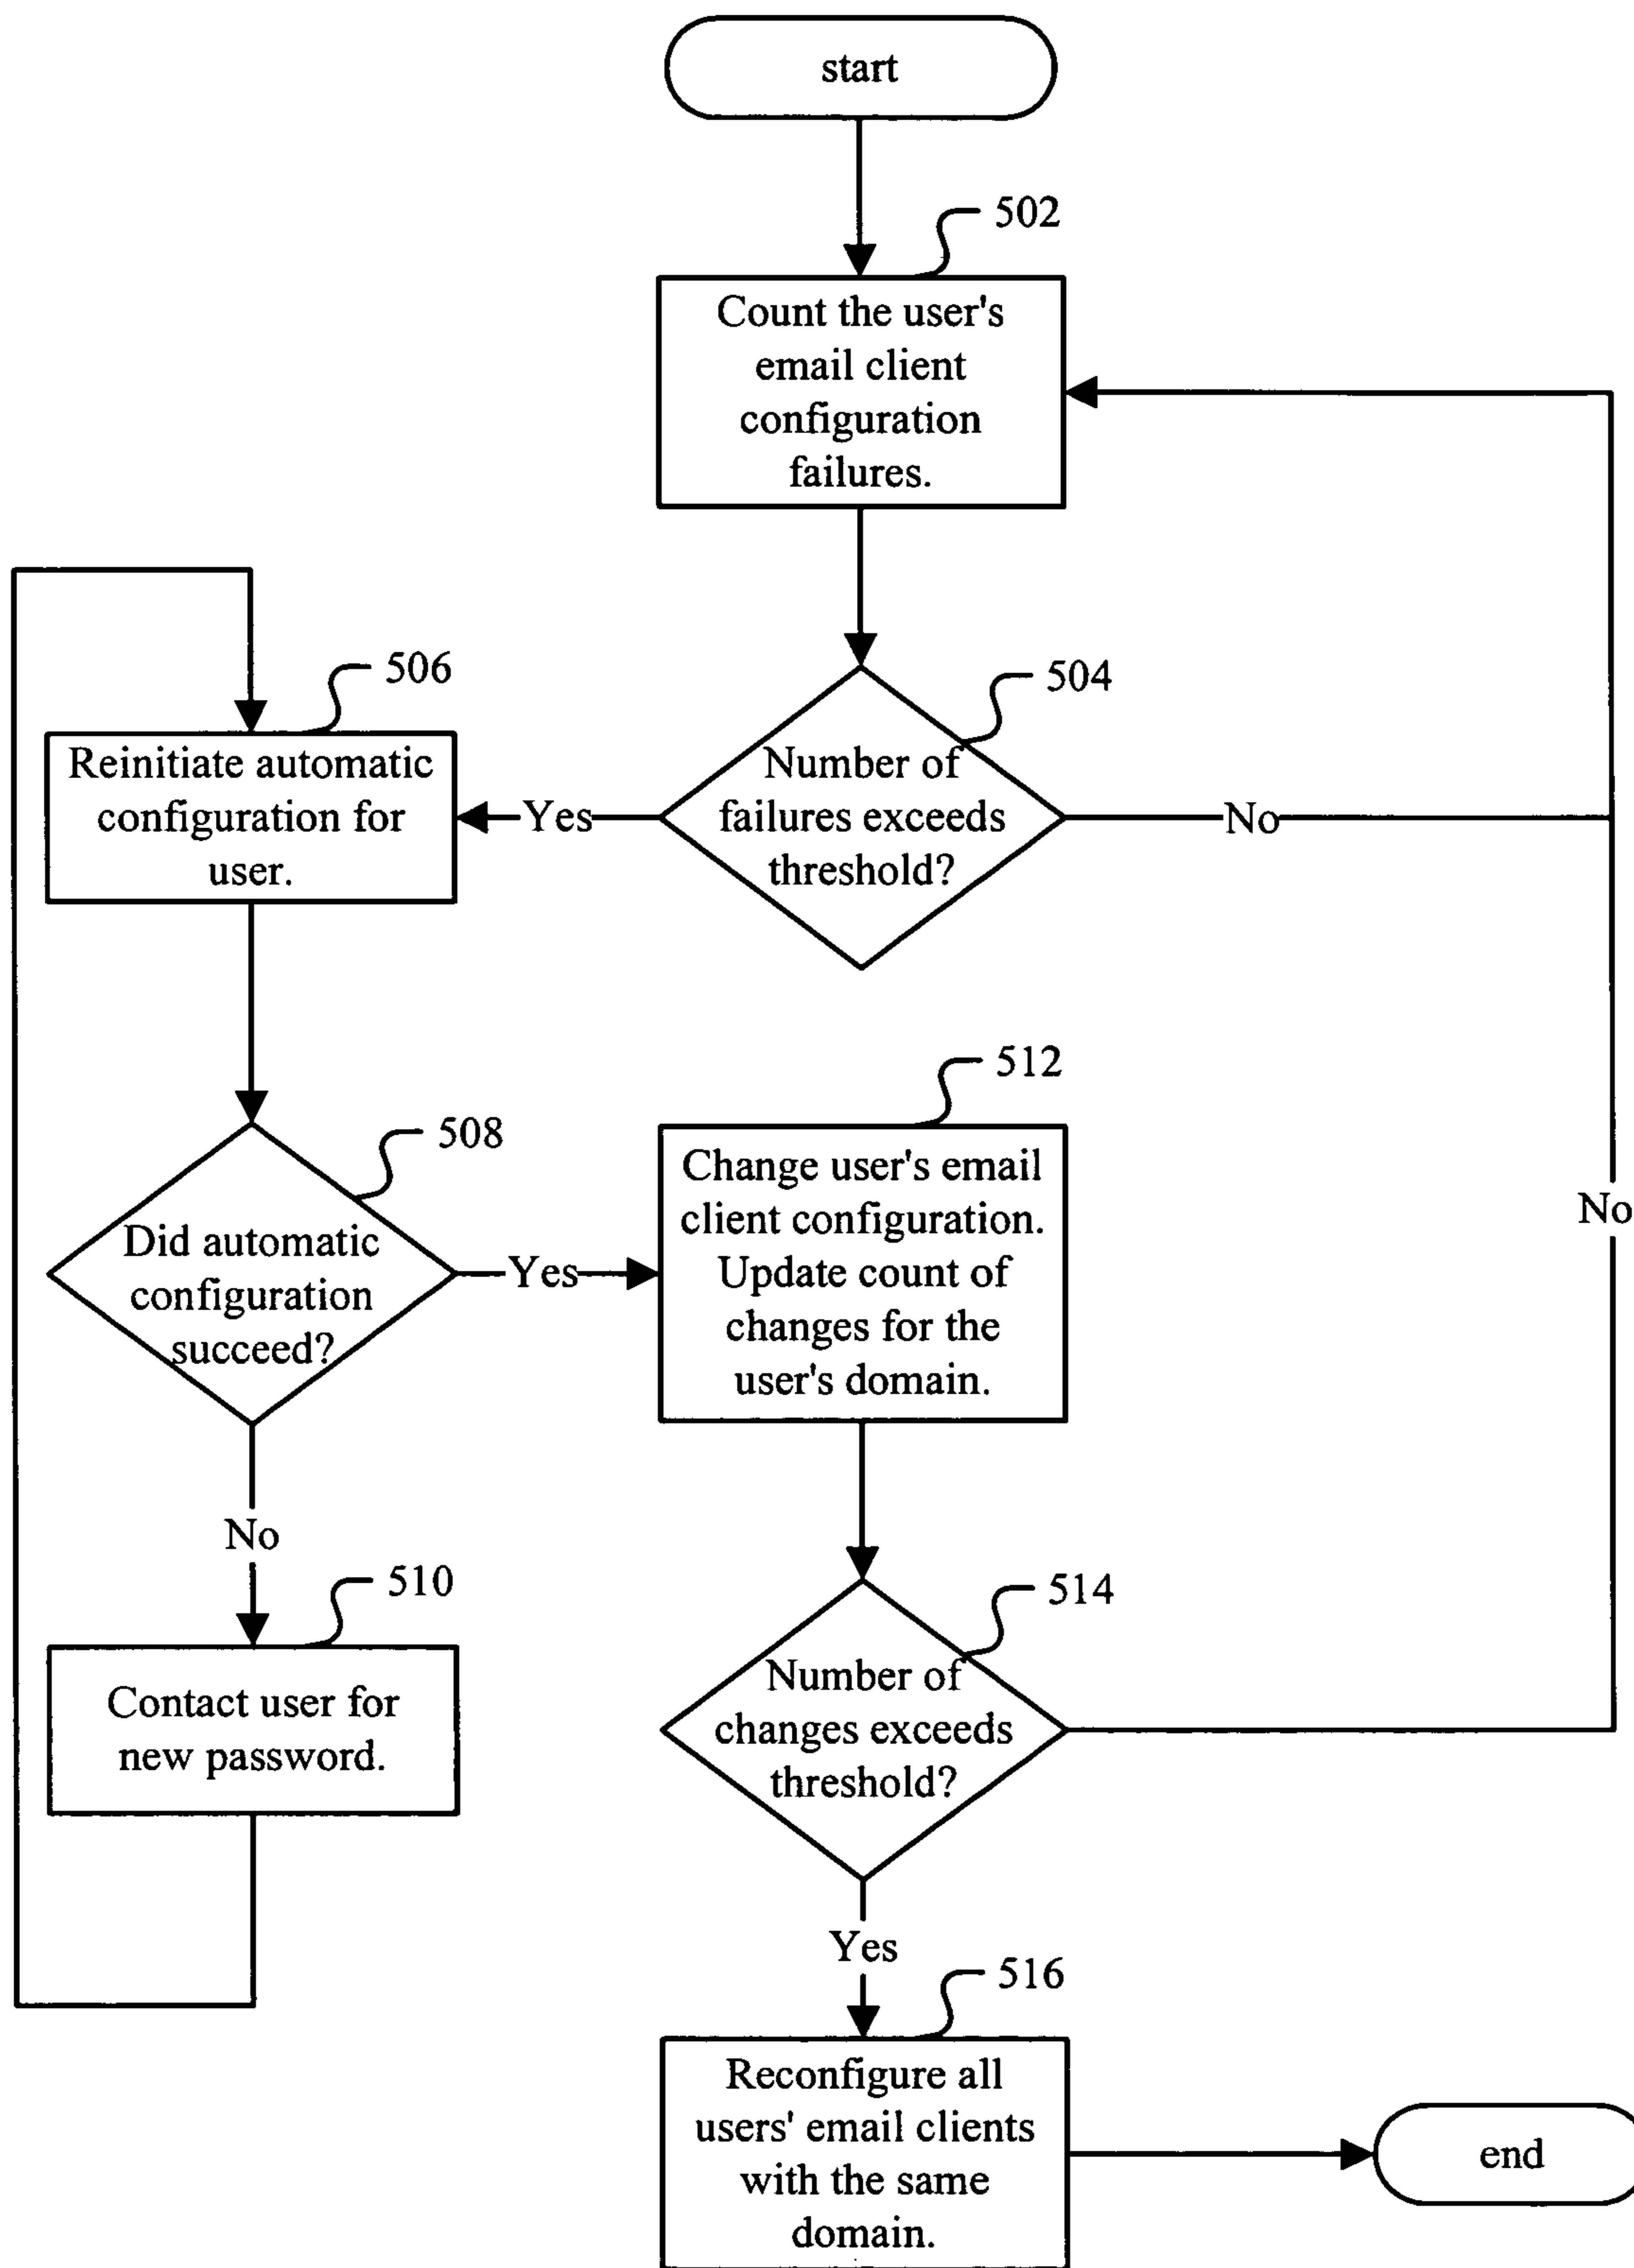 start
502
Count the user's
email client
configuration
failures.
506
504
Reinitiate automatic
configuration for
user.
Yes
Number of
failures exceeds
threshold?
No
512
508
Change user's email
client configuration.
Update count of
changes for the
user's domain.
No
Did automatic
configuration
succeed?
Yes
No
510
514
Contact user for
new password.
Number of
changes exceeds
threshold?
Yes
516
Reconfigure all
users' email clients
with the same
domain.
end